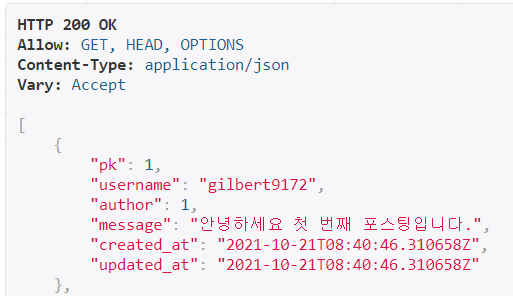 HTTP 200 OK
Allow: GET, HEAD, OPTIONS
Content-Type: application/json
Vary: Accept
[
{
"pk": 1,
"username": "gilbert9172",
"author": 1,
"message": "안녕하세요 첫 번째 포스팅입니다.",
"created_at": "2021-10-21T08:40:46.310658Z",
"updated_at": "2021-10-21T08:40:46.310658Z"
},